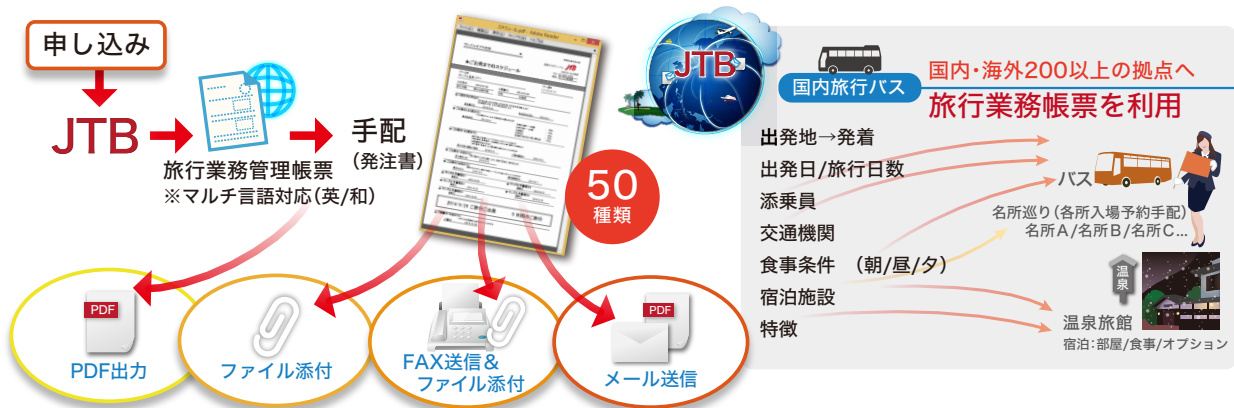 申し込み
JTB
旅行業務管理帳票
※マルチ言語対応(英/和)
手配
(発注書)
50
種類
PDF
PDF出力
ファイル添付
FAX送信&
ファイル添付
PDF
メール送信
JTB
国内旅行バス
国内・海外200以上の拠点へ
旅行業務帳票を利用
出発地→発着
出発日/旅行日数
添乗員
交通機関
食事条件 (朝/昼/夕)
宿泊施設
特徴
バス
名所巡り(各所入場予約手配)
名所A/名所B/名所C...
温泉
温泉旅館
宿泊:部屋/食事/オプション